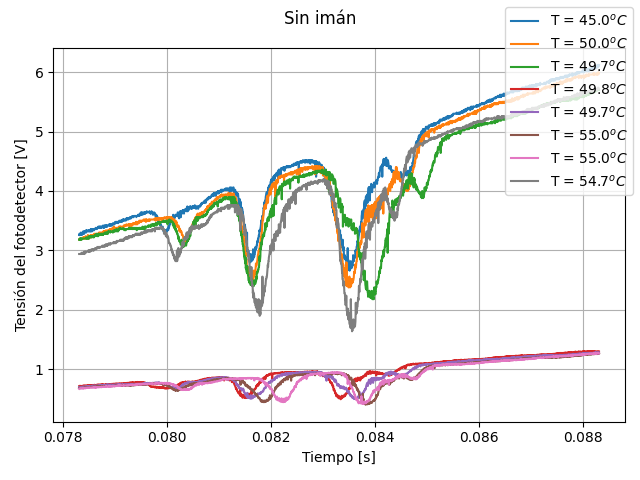 Sin imán
T = 45.0°C
T = 50.0°C
T = 49.7°C
T = 49.8°C
T = 49.7°C
T = 55.0°C
T = 55.0°C
T = 54.7°C
Tensión del fotodetector [V]
6
5
4
3
2
1
0.078 0.080 0.082 0.084 0.086 0.088
Tiempo [s]